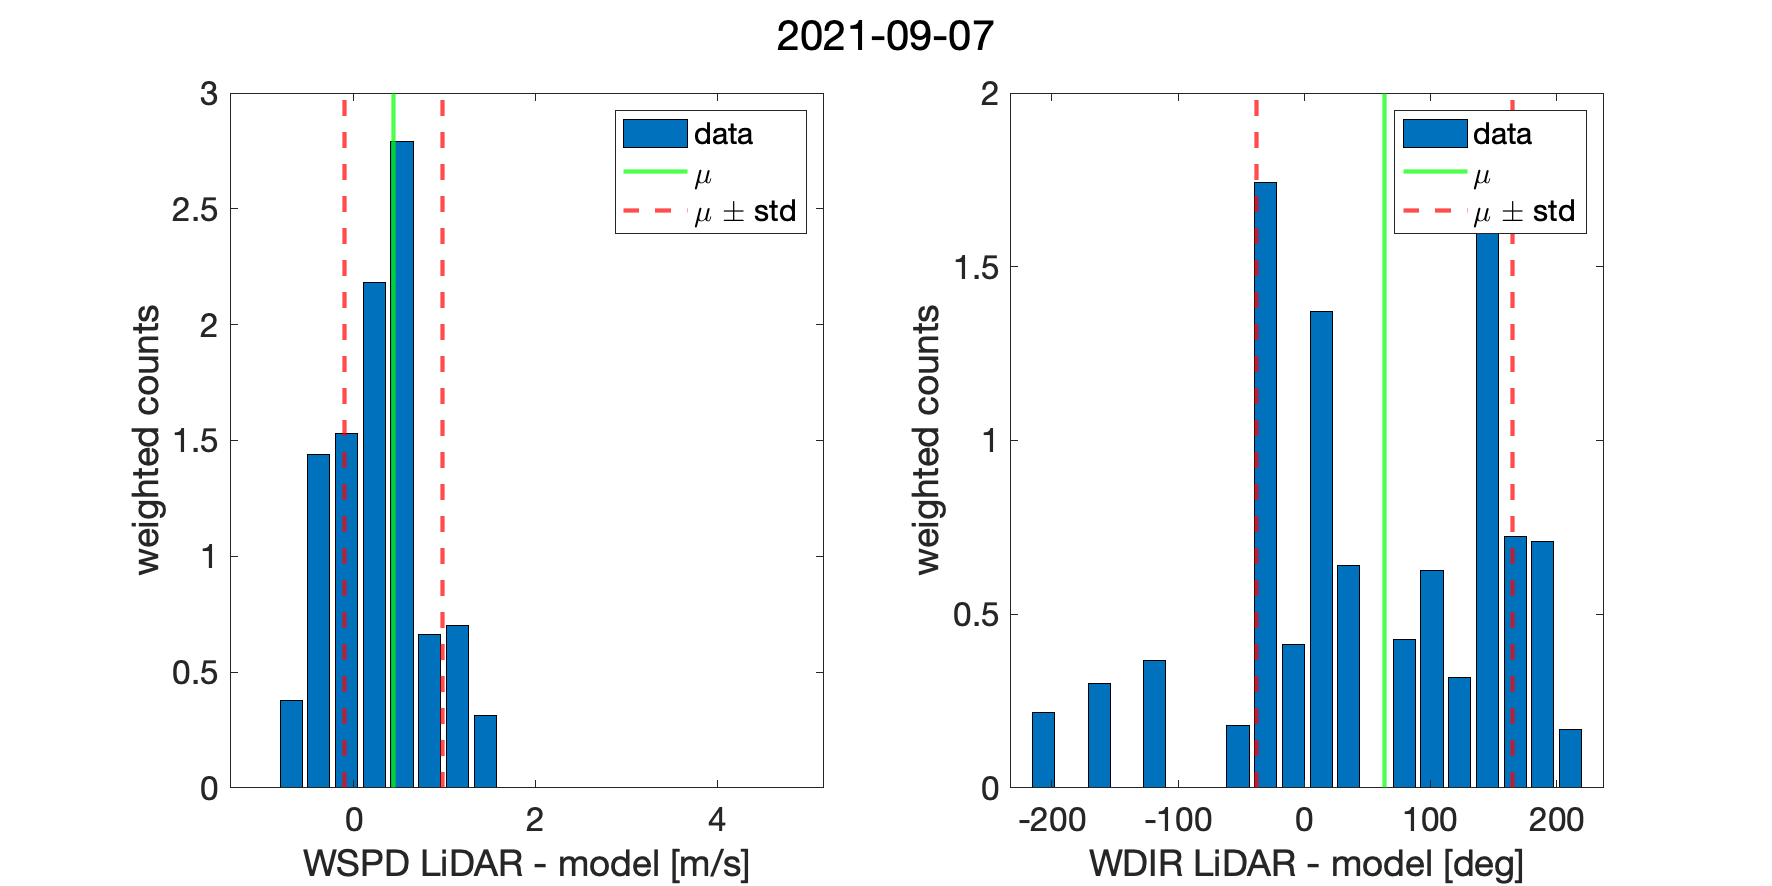 2021-09-07
3
2.5
2
1.5
1
0.5
0
weighted counts
0 2 4
WSPD LiDAR - model [m/s]
data
μ
μ ± std
2
1.5
1
0.5
0
weighted counts
-200 -100 0 100 200
WDIR LiDAR - model [deg]
data
μ
μ ± std